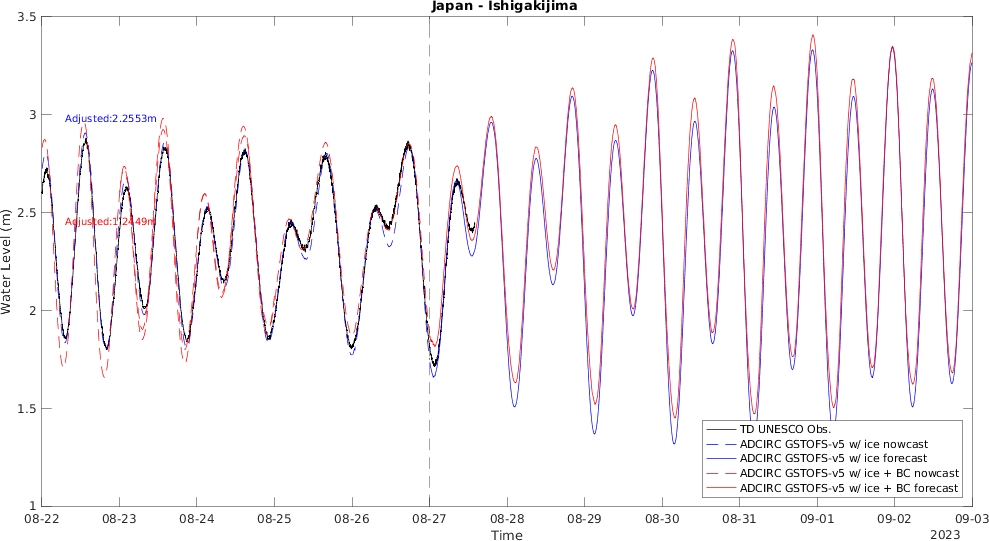 Japan - Ishigakijima
3.5
3
2.5
2
1.5
1
Water Level (m)
Adjusted:2.2553m
Adjusted:1.2449m
TD UNESCO Obs.
ADCIRC GSTOFS-v5 w/ ice nowcast
ADCIRC GSTOFS-v5 w/ ice forecast
ADCIRC GSTOFS-v5 w/ ice + BC nowcast
ADCIRC GSTOFS-v5 w/ ice + BC forecast
08-22 08-23 08-24 08-25 08-26 08-27 08-28 08-29 08-30 08-31 09-01 09-02 09-03
Time
2023